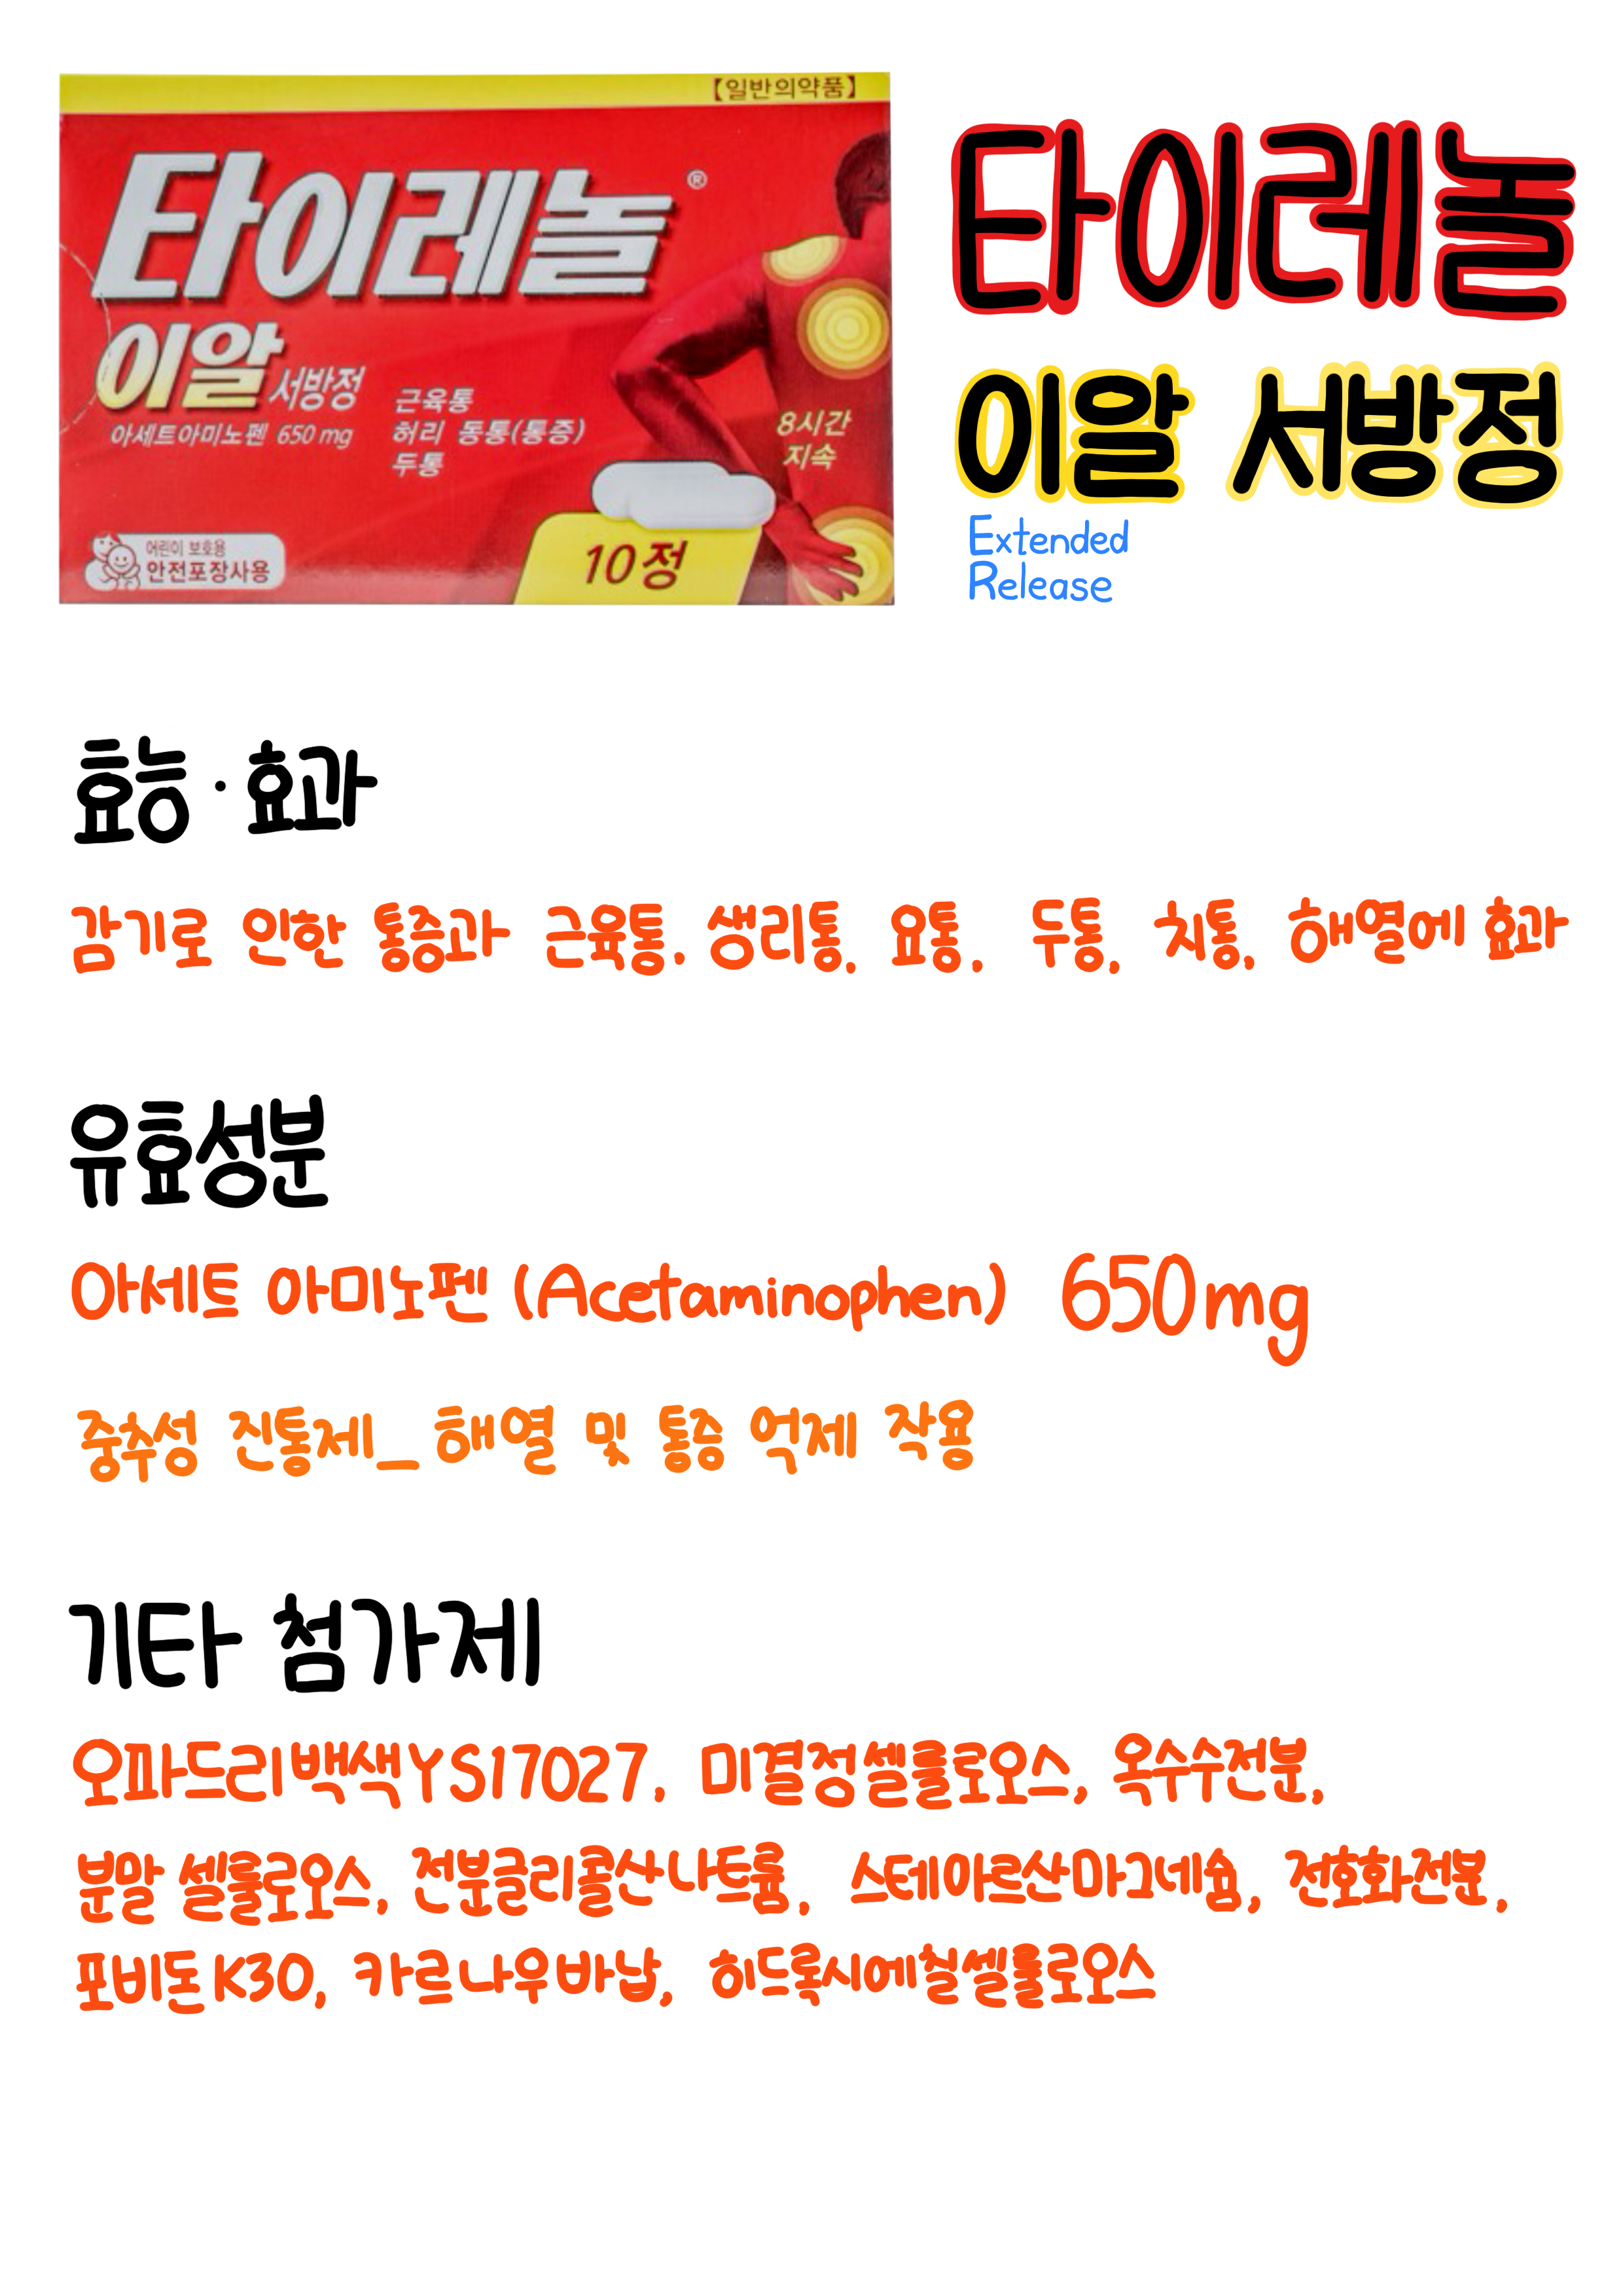 【일반의약품】
타이레놀®
이알 서방정
아세트아미노펜 650 mg
근육통
허리 동통(통증)
두통
8시간
지속
10정
어린이 보호용
안전포장사용
타이레놀
이알 서방정
Extended
Release
효능·효과
감기로 인한 통증과 근육통, 생리통, 요통, 두통, 치통, 해열에 효과
유효성분
아세트 아미노펜 (Acetaminophen) 650mg
중추성 진통제_해열 및 통증 억제 작용
기타 첨가제
오파드리백색YS17027, 미결정셀룰로오스, 옥수수전분,
분말 셀룰로오스, 전분글리콜산나트륨, 스테아르산마그네슘, 전호화전분,
포비돈K30, 카르나우바납, 히드록시에칠셀룰로오스